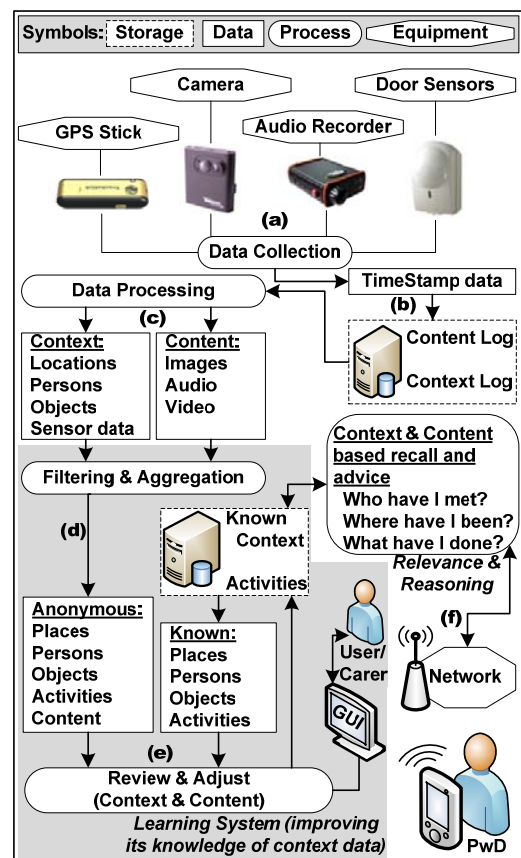 Symbols: Storage Data Process Equipment
Camera
Door Sensors
GPS Stick
Audio Recorder
(a)
Data Collection
Data Processing
TimeStamp data
(b)
(c)
Context:
Locations
Persons
Objects
Sensor data
Content:
Images
Audio
Video
Content Log
Context Log
Filtering & Aggregation
Context & Content
based recall and
advice
Who have I met?
Where have I been?
What have I done?
Relevance &
Reasoning
(d)
Known
Context
Activities
Anonymous:
Places
Persons
Objects
Activities
Content
Known:
Places
Persons
Objects
Activities
User/
Carer
GUI
(f)
Network
(e)
Review & Adjust
(Context & Content)
Learning System (improving
its knowledge of context data)
PwD